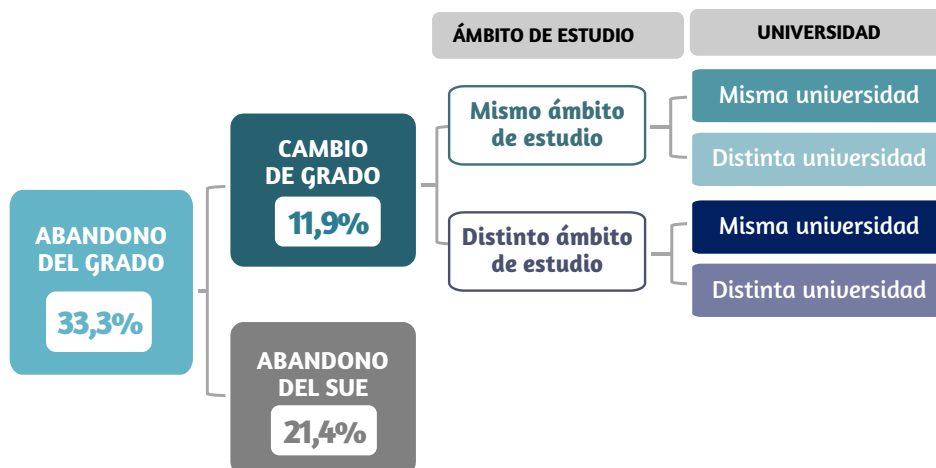 ÁMBITO DE ESTUDIO
UNIVERSIDAD
ABANDONO
DEL GRADO
33,3%
CAMBIO
DE GRADO
11,9%
Mismo ámbito
de estudio
Misma universidad
Distinta universidad
Distinto ámbito
de estudio
Misma universidad
Distinta universidad
ABANDONO
DEL SUE
21,4%